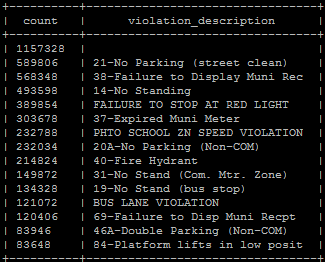 count | violation_description
1157328
589806 | 21-No Parking (street clean)
568348 | 38-Failure to Display Muni Rec
493598 | 14-No Standing
389854 | FAILURE TO STOP AT RED LIGHT
303678 | 37-Expired Muni Meter
232788 | PHTO SCHOOL ZN SPEED VIOLATION
232034 | 20A-No Parking (Non-COM)
214824 | 40-Fire Hydrant
149872 | 31-No Stand (Com. Mtr. Zone)
134328 | 19-No Stand (bus stop)
121072 | BUS LANE VIOLATION
120406 | 69-Failure to Disp Muni Recpt
83946 | 46A-Double Parking (Non-COM)
83648 | 84-Platform lifts in low posit